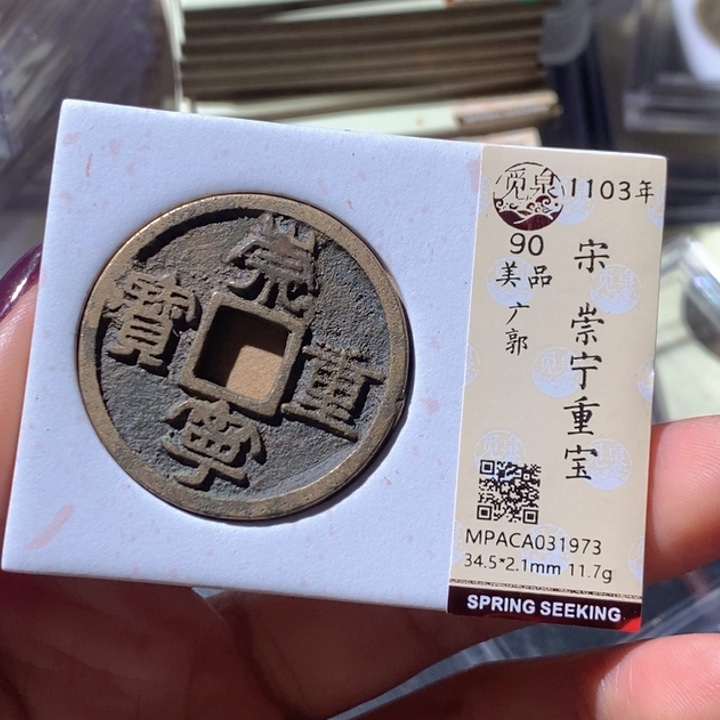 崇
寧
重
寶
觅泉
1103年
90
美品
广郭
宋 崇宁重宝
MPACA031973
34.5*2.1mm 11.7g
SPRING SEEKING